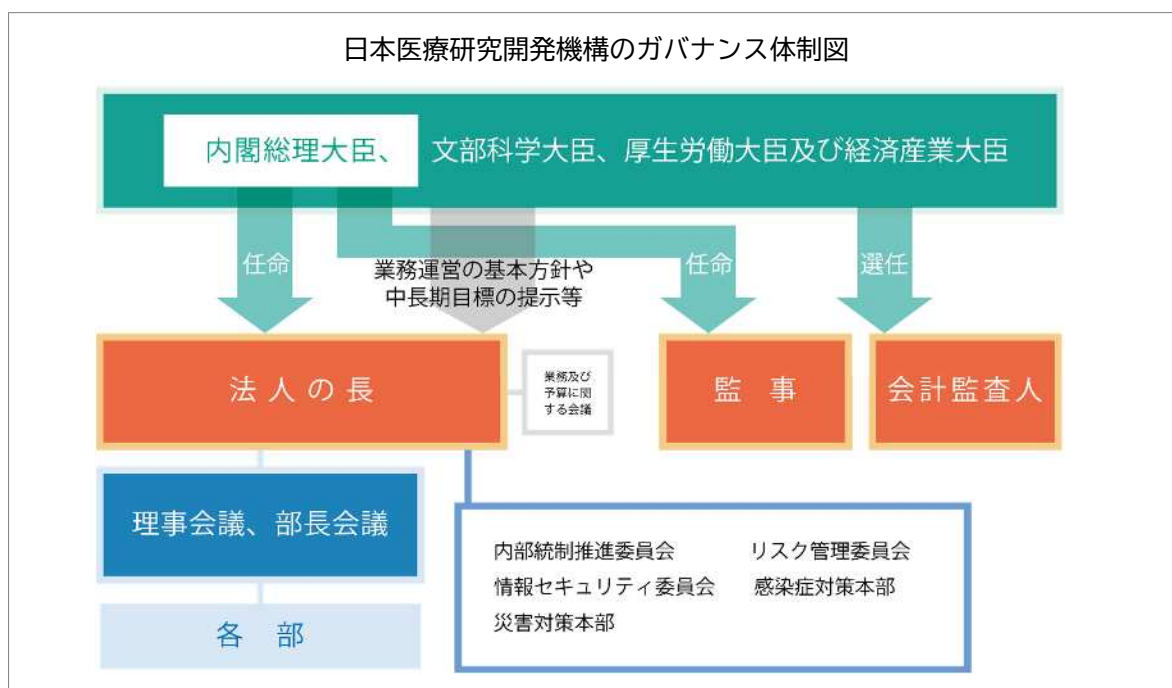 日本医療研究開発機構のガバナンス体制図
内閣総理大臣、文部科学大臣、厚生労働大臣及び経済産業大臣
任命
業務運営の基本方針や
中長期目標の提示等
任命
選任
法人の長
業務及び
予算に関
する会議
監事
会計監査人
理事会議、部長会議
各部
内部統制推進委員会 リスク管理委員会
情報セキュリティ委員会 感染症対策本部
災害対策本部